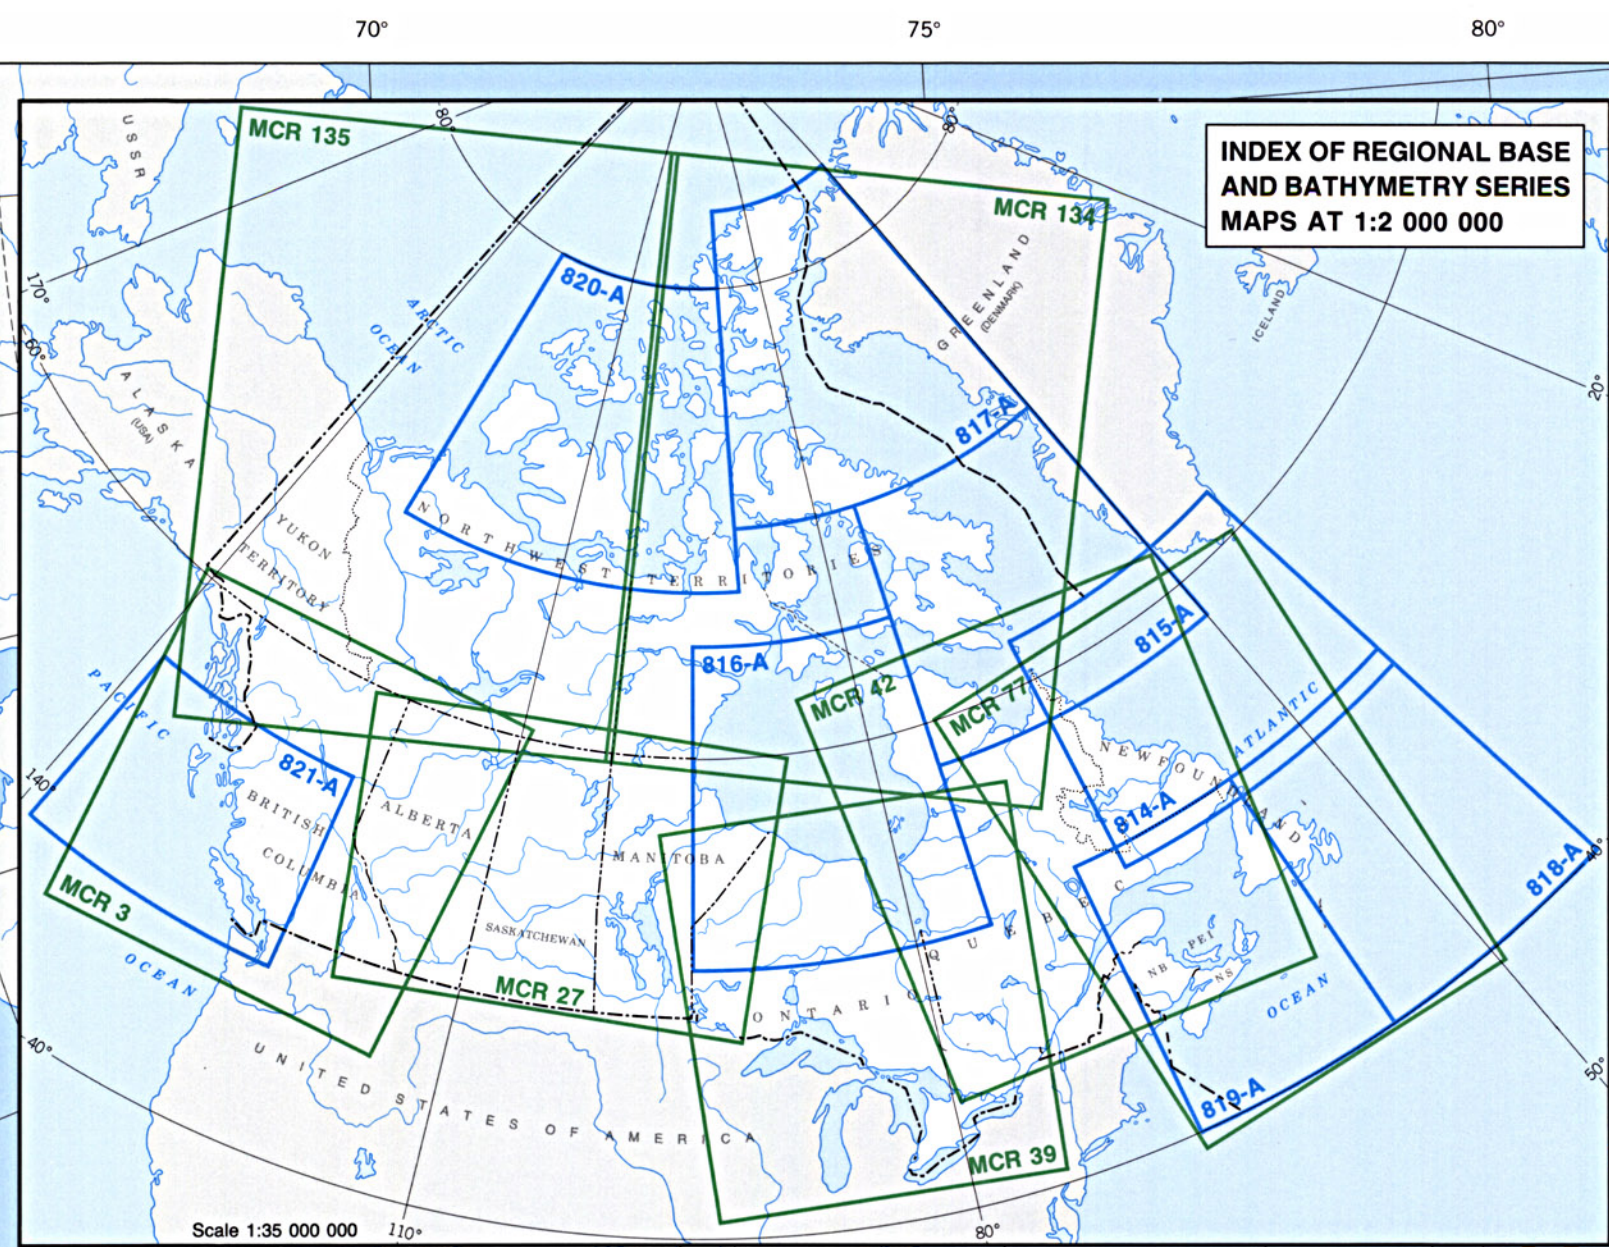 70° 75° 80°
INDEX OF REGIONAL BASE
AND BATHYMETRY SERIES
MAPS AT 1:2 000 000
USSR
80°
80°
MCR 135
MCR 134
GREENLAND
(DENMARK)
ICELAND
170°
820-A
ARCTIC
OCEAN
60°
20°
ALASKA
(USA)
817-A
NORTHWEST TERRITORIES
YUKON
TERRITORY
815-A
816-A
MCR 42
MCR 77
PACIFIC
ATLANTIC
140°
821-A
NEWFOUNDLAND
814-A
BRITISH
COLUMBIA
ALBERTA
MANITOBA
40°
818-A
MCR 3
SASKATCHEWAN
QUEBEC
PEI
NB
NS
OCEAN
MCR 27
ONTARIO
OCEAN
40°
50°
UNITED STATES OF AMERICA
819-A
MCR 39
Scale 1:35 000 000
110°
80°